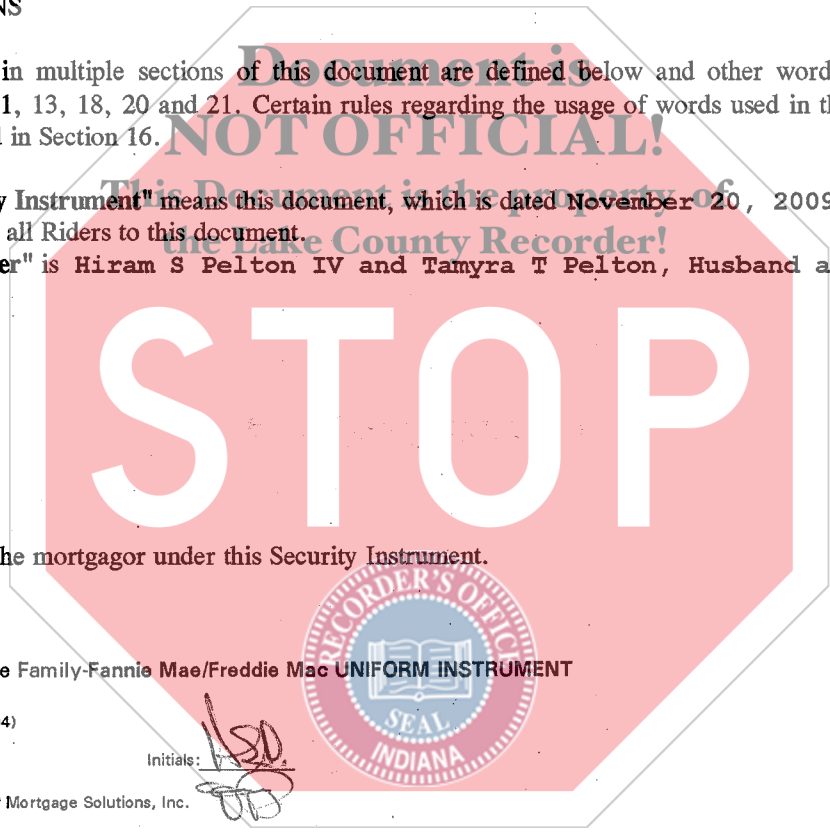 NS
in multiple sections of this document are defined below and other word
1, 13, 18, 20 and 21. Certain rules regarding the usage of words used in th
in Section 16.
Document is
NOT OFFICIAL!
This Document is the property of
the Lake County Recorder!
y Instrument" means this document, which is dated November 20, 2009
all Riders to this document.
er" is Hiram S Pelton IV and Tamyra T Pelton, Husband a
STOP
he mortgagor under this Security Instrument.
RECORDER'S OFFICE
SEAL
INDIANA
e Family-Fannie Mae/Freddie Mac UNIFORM INSTRUMENT
4)
Initials:
Mortgage Solutions, Inc.